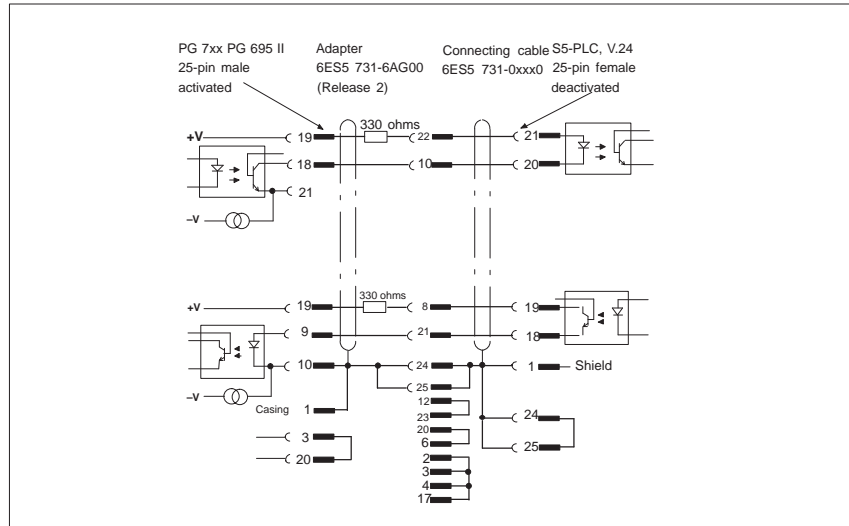 PG 7xx PG 695 II Adapter Connecting cable S5-PLC, V.24
25-pin male 6ES5 731-6AG00 6ES5 731-0xxx0 25-pin female
activated (Release 2) deactivated
330 ohms
+V 19 22 21
18 10 20
21
–V
330 ohms
+V 19 8 19
9 21 18
10 24 1 Shield
25
–V
12
Casing 1 23 24
3 20
6 25
20 2
3
4
17